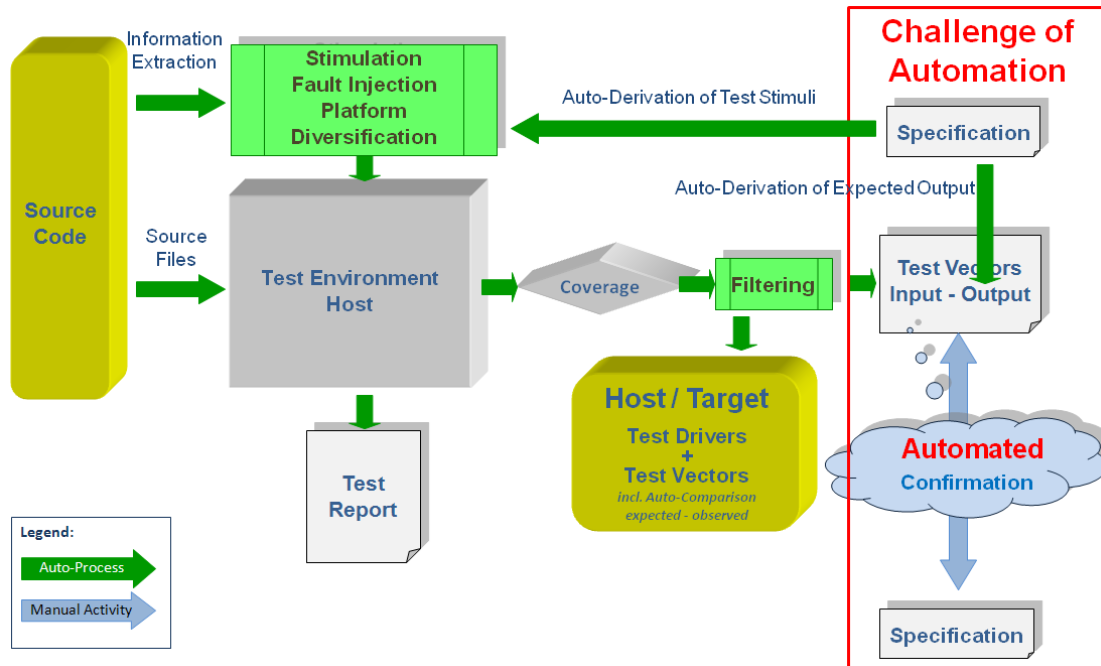 Information
Extraction
Stimulation
Fault Injection
Platform
Diversification
Challenge of
Automation
Auto-Derivation of Test Stimuli
Specification
Auto-Derivation of Expected Output
Source
Code
Source
Files
Test Environment
Host
Coverage
Filtering
Test Vectors
Input - Output
Host / Target
Test Drivers
+
Test Vectors
incl. Auto-Comparison
expected - observed
Automated
Confirmation
Test
Report
Legend:
Auto-Process
Manual Activity
Specification